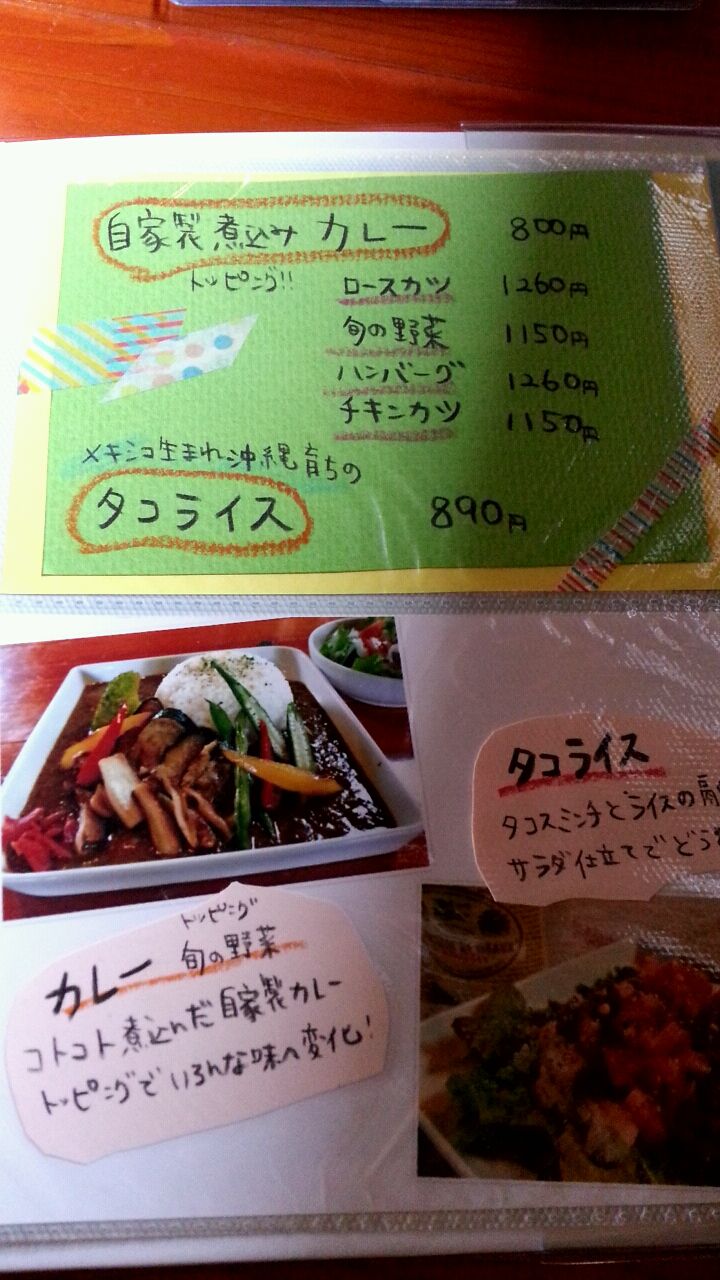 自家製煮込みカレー 800円
トッピング!! ロースカツ 1260円
旬の野菜 1150円
ハンバーグ 1260円
チキンカツ 1150円
メキシコ生まれ沖縄育ちの
タコライス 890円
タコライス
タコスミンチとライスの
サラダ仕立てでどうぞ
トッピング
カレー 旬の野菜
コトコト煮込んだ自家製カレー
トッピングでいろんな味へ変化!